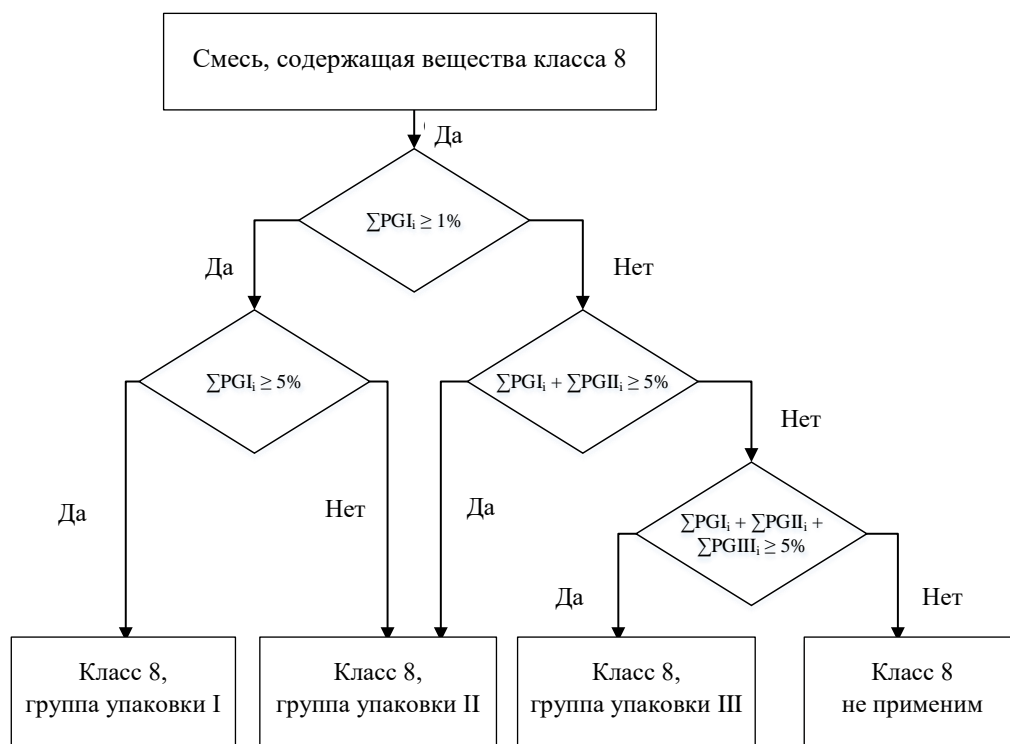 Смесь, содержащая вещества класса 8
Да
∑PGIᵢ ≥ 1%
Да
Нет
∑PGIᵢ ≥ 5%
∑PGIᵢ + ∑PGIIᵢ ≥ 5%
Нет
Да
Нет
Да
∑PGIᵢ + ∑PGIIᵢ +
∑PGIIIᵢ ≥ 5%
Да
Нет
Класс 8,
группа упаковки I
Класс 8,
группа упаковки II
Класс 8,
группа упаковки III
Класс 8
не применим